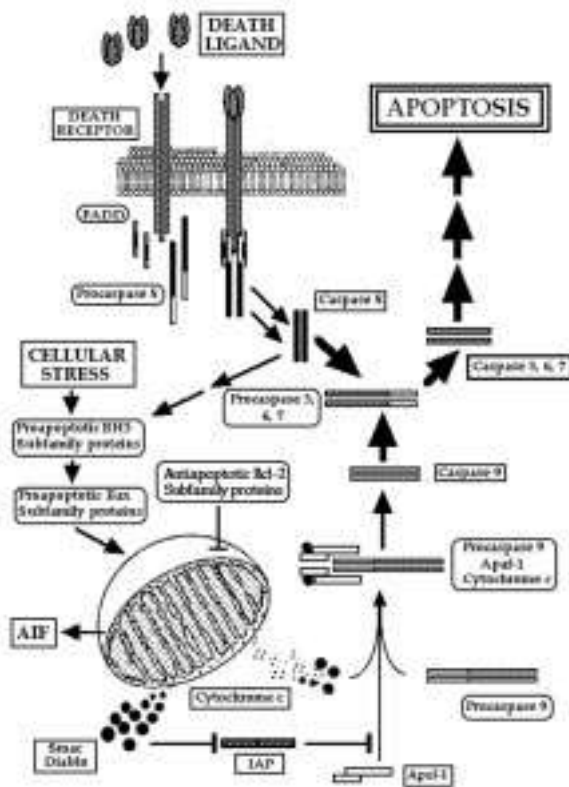 DEATH
LIGAND
DEATH
RECEPTOR
APOPTOSIS
FADD
Procaspase 8
Caspase 8
CELLULAR
STRESS
Caspase 3, 6, 7
Procaspase 3,
6, 7
Proapoptotic BH3
Subfamily proteins
Antiapoptotic Bcl-2
Subfamily proteins
Caspase 9
Proapoptotic Bax
Subfamily proteins
Procaspase 9
Apaf-1
Cytochrome c
AIF
Cytochrome c
Procaspase 9
Smac
Diablo
IAP
Apaf-1